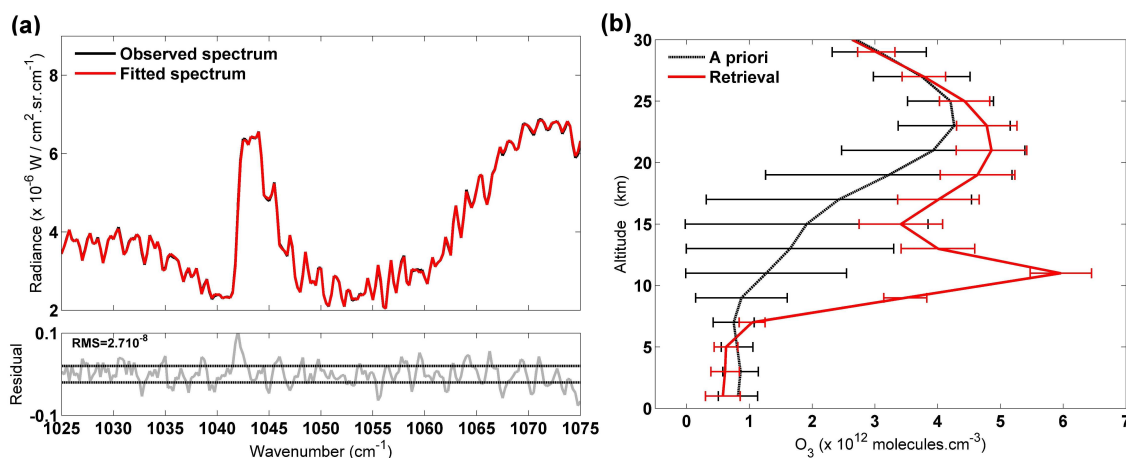 (a)
Observed spectrum
Fitted spectrum
8
6
4
2
Radiance (x 10-6 W / cm2.sr.cm-1)
RMS=2.710-8
0.1
-0.1
Residual
1025 1030 1035 1040 1045 1050 1055 1060 1065 1070 1075
Wavenumber (cm-1)
(b)
A priori
Retrieval
30
25
20
15
10
5
0
Altitude (km)
0 1 2 3 4 5 6 7
O3 (x 1012 molecules.cm-3)